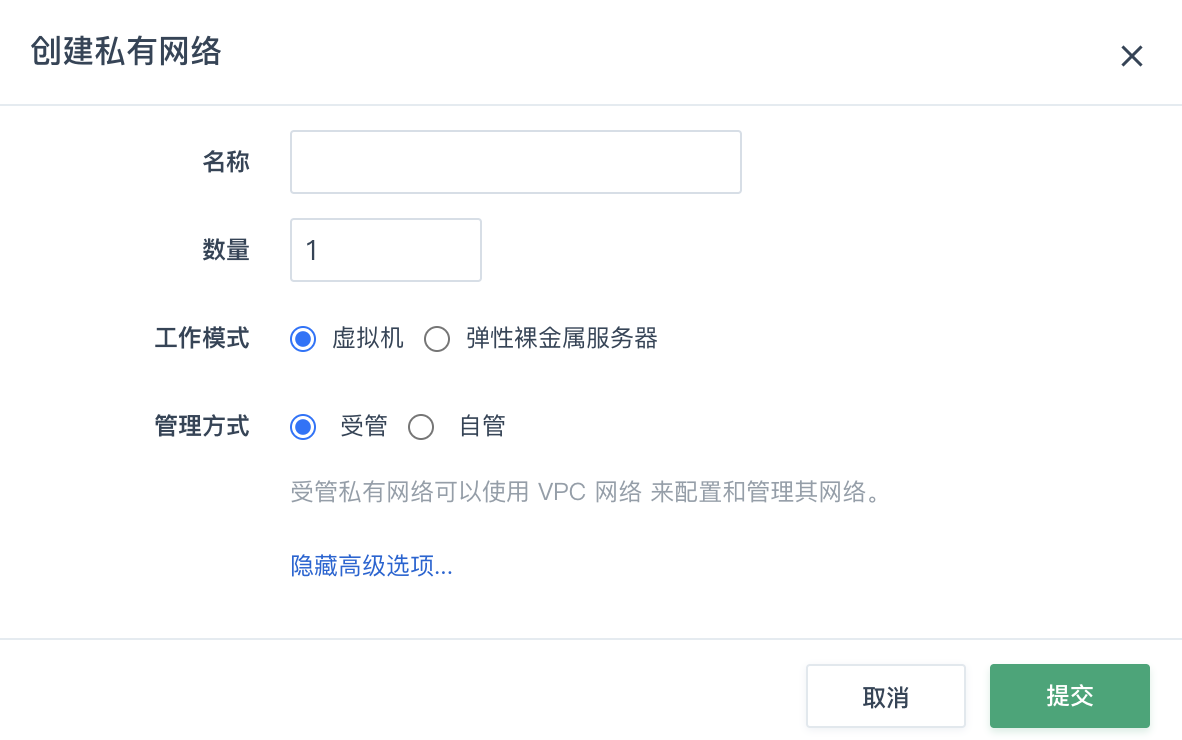 创建私有网络
名称
数量 1
工作模式 虚拟机 弹性裸金属服务器
管理方式 受管 自管
受管私有网络可以使用 VPC 网络 来配置和管理其网络。
隐藏高级选项...
取消 提交